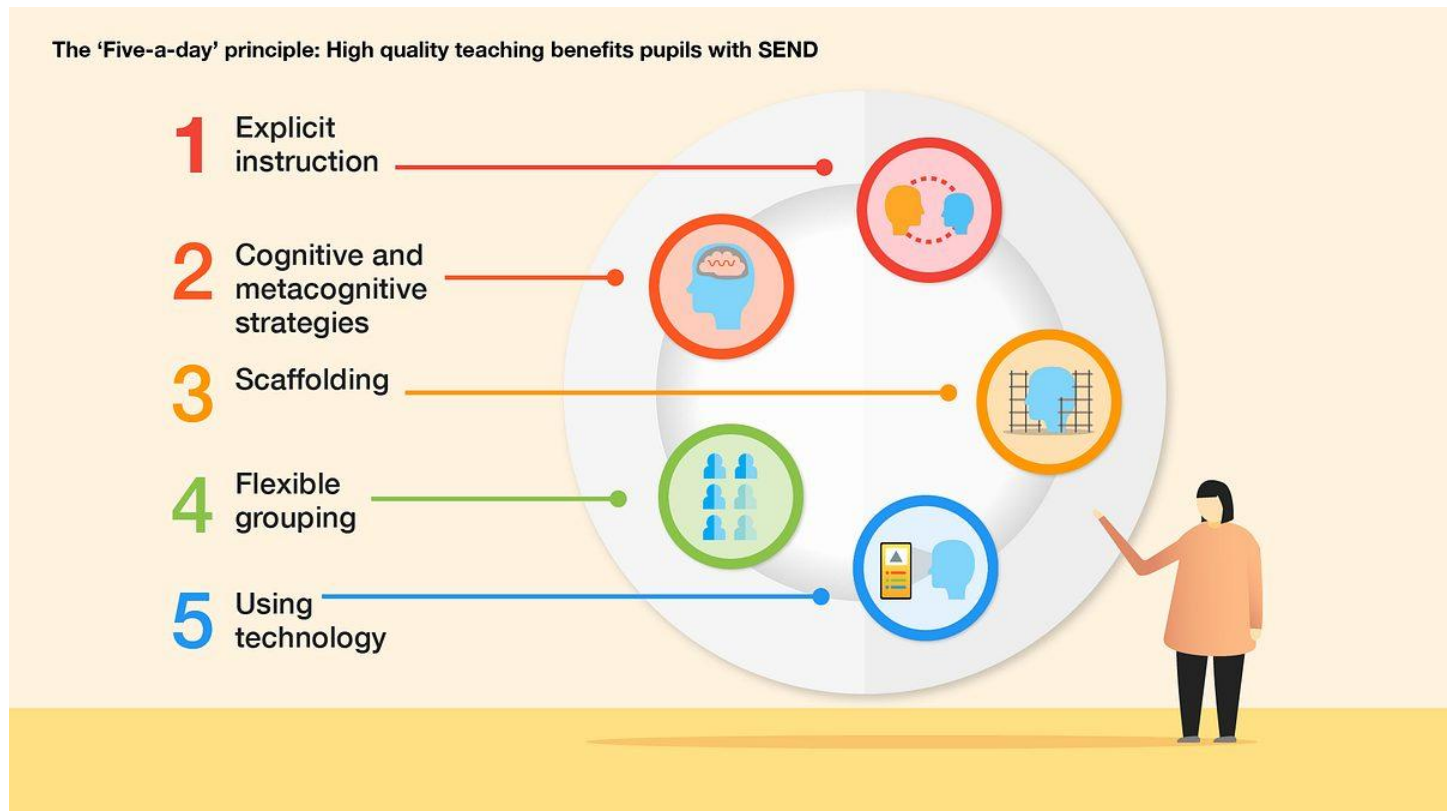 The ‘Five-a-day’ principle: High quality teaching benefits pupils with SEND
1
Explicit
instruction
2
Cognitive and
metacognitive
strategies
3
Scaffolding
4
Flexible
grouping
5
Using
technology